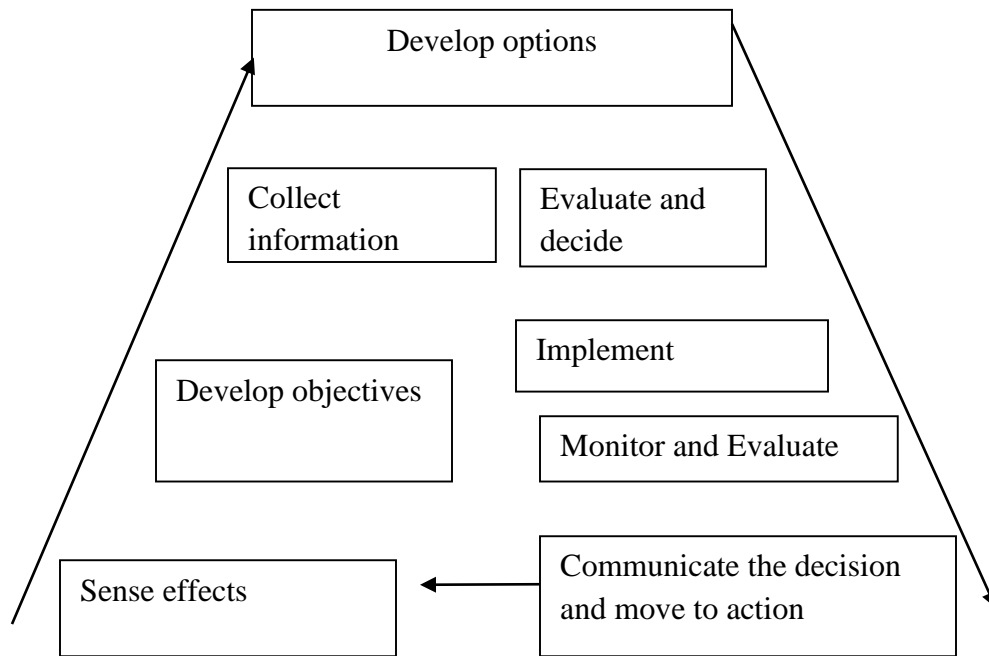 Develop options
Collect
information
Evaluate and
decide
Implement
Develop objectives
Monitor and Evaluate
Sense effects
Communicate the decision
and move to action